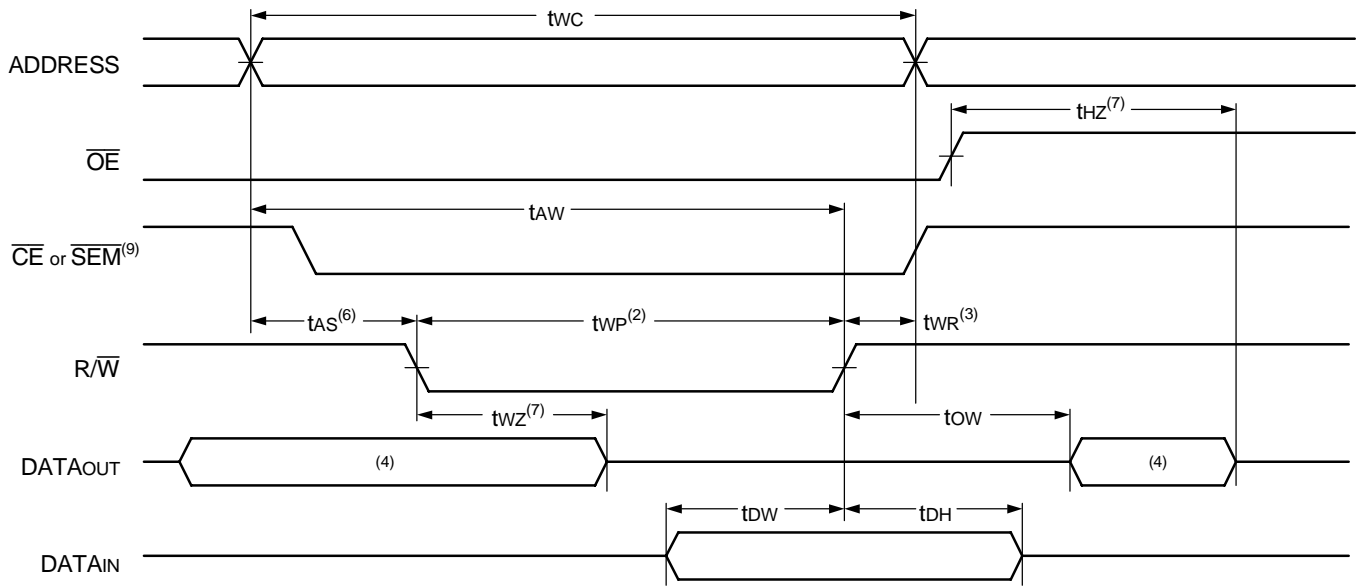 tWC
ADDRESS
tHZ(7)
OE
tAW
CE or SEM(9)
tAS(6)
tWP(2)
tWR(3)
R/W
tWZ(7)
tOW
DATAOUT
(4)
(4)
tDW
tDH
DATAIN